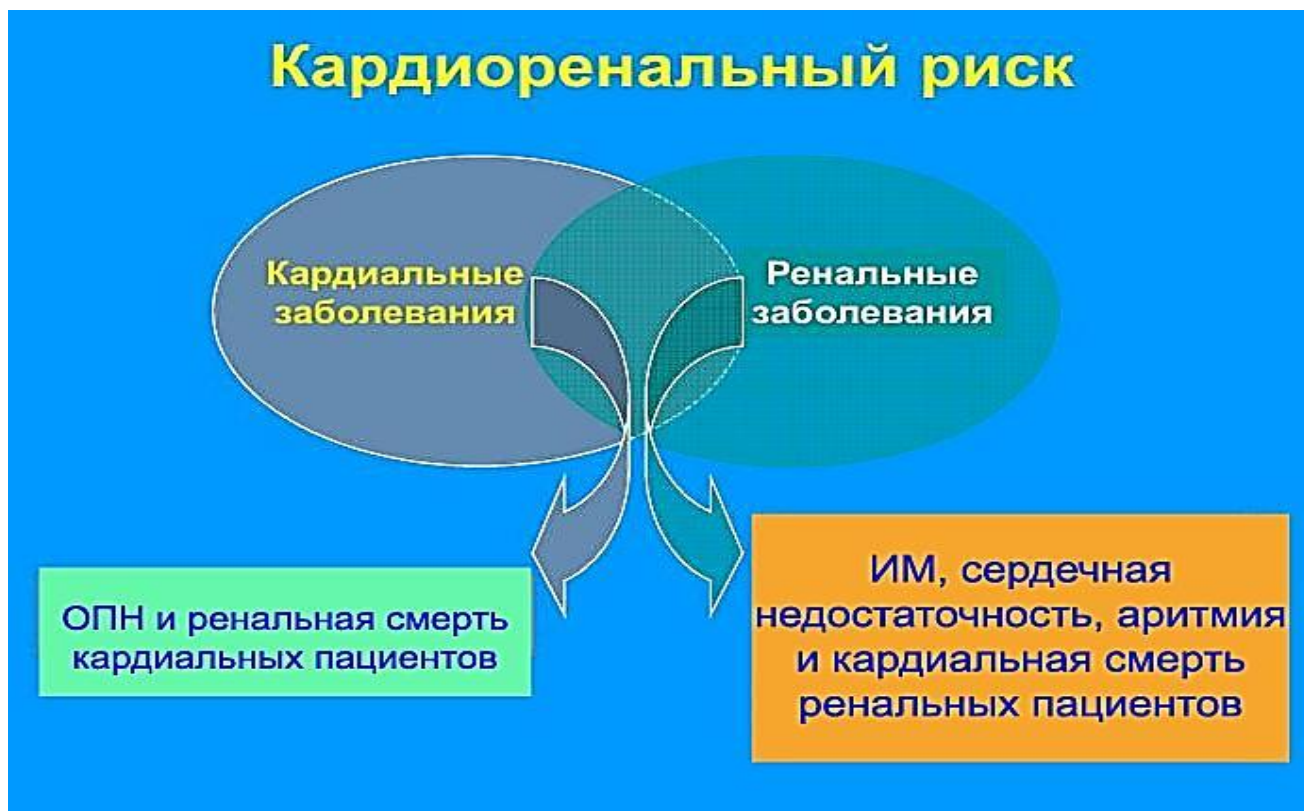 Кардиоренальный риск
Кардиальные
заболевания
Ренальные
заболевания
ОПН и ренальная смерть
кардиальных пациентов
ИМ, сердечная
недостаточность, аритмия
и кардиальная смерть
ренальных пациентов